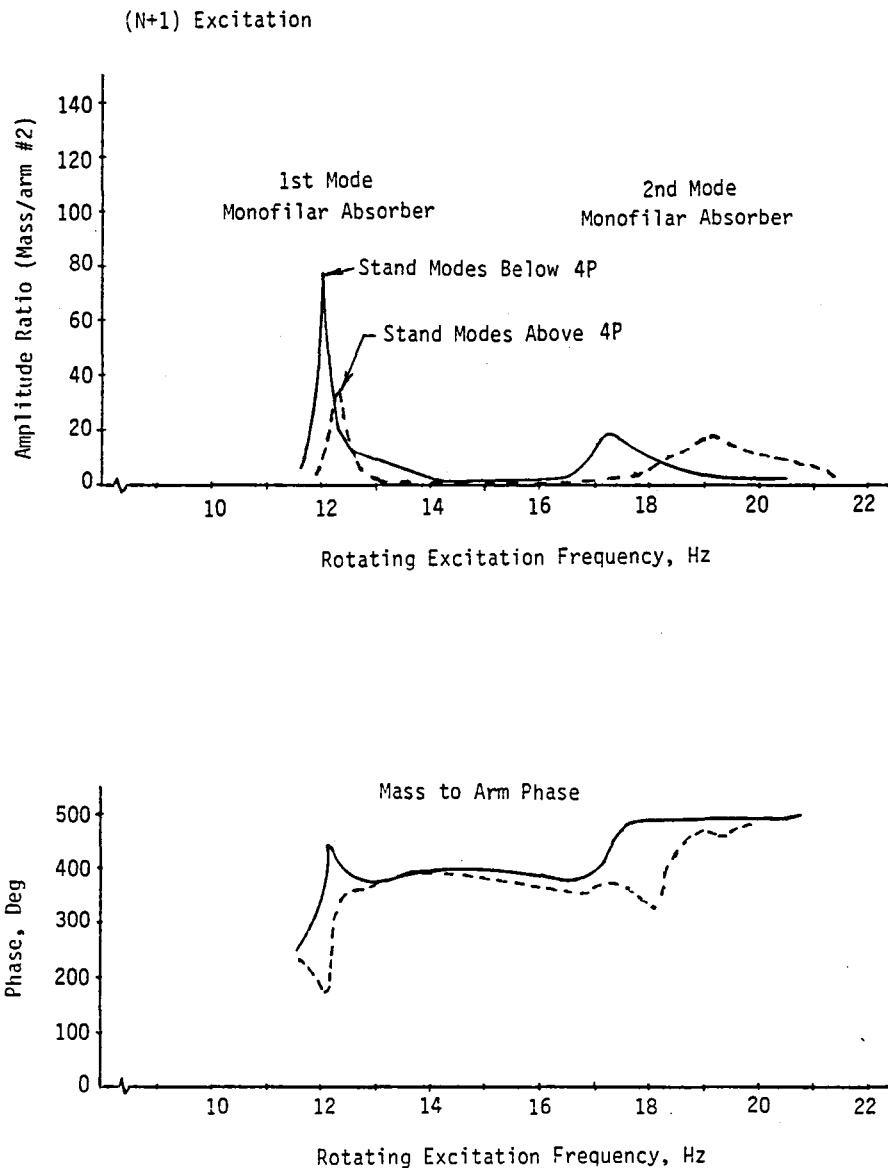 (N+1) Excitation
Amplitude Ratio (Mass/arm #2)
140
120
100
80
60
40
20
0
1st Mode
Monofilar Absorber
2nd Mode
Monofilar Absorber
Stand Modes Below 4P
Stand Modes Above 4P
10 12 14 16 18 20 22
Rotating Excitation Frequency, Hz
Mass to Arm Phase
Phase, Deg
500
400
300
200
100
0
10 12 14 16 18 20 22
Rotating Excitation Frequency, Hz